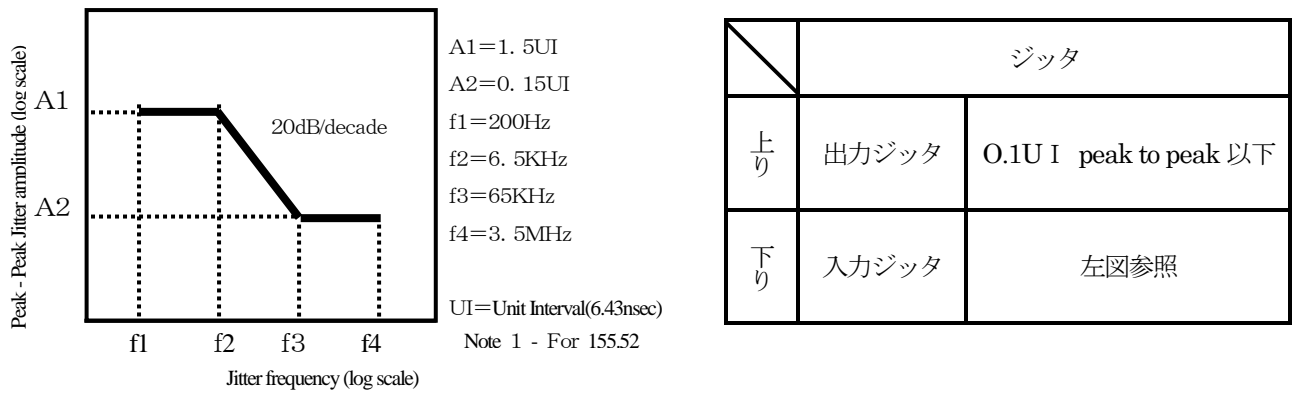 Peak - Peak Jitter amplitude (log scale)
A1
A2
20dB/decade
f1
f2
f3
f4
Jitter frequency (log scale)
A1＝1. 5UI
A2＝0. 15UI
f1＝200Hz
f2＝6. 5KHz
f3＝65KHz
f4＝3. 5MHz
UI＝Unit Interval(6.43nsec)
Note 1 - For 155.52
ジッタ
上り
出力ジッタ
O.1UＩ peak to peak 以下
下り
入力ジッタ
左図参照